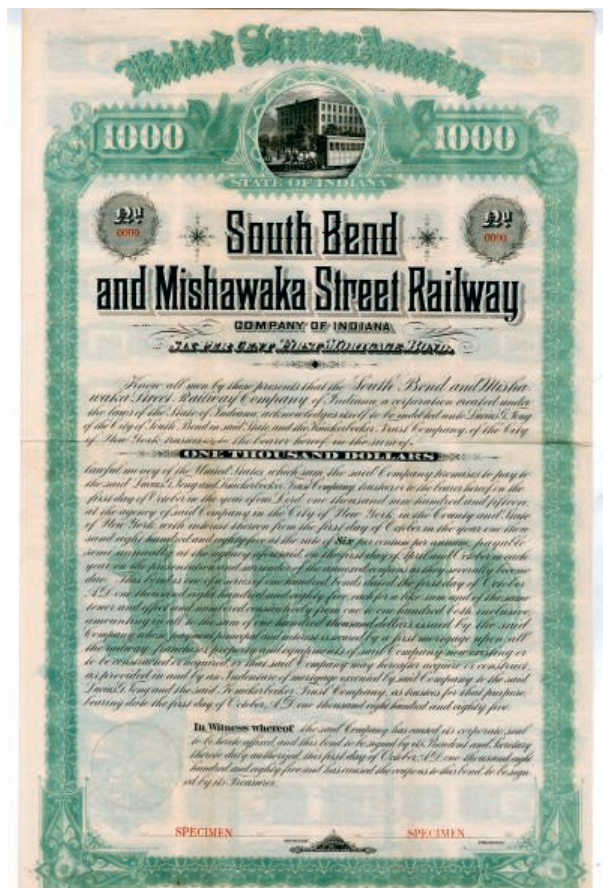 United States of America
1000 1000
STATE OF INDIANA
No. No.
0000 0000
South Bend
and Mishawaka Street Railway
COMPANY OF INDIANA
SIX PER CENT FIRST MORTGAGE BOND.
Know all men by these presents that the South Bend and Misha
waka Street Railway Company of Indiana, a corporation created under
the laws of the State of Indiana, acknowledges itself to be indebted unto Lucius G. Tong
of the City of South Bend in said State, and the Knickerbocker Trust Company, of the City
of New York trustees, or the bearer hereof, in the sum of
ONE THOUSAND DOLLARS
lawful money of the United States, which sum the said Company promises to pay to
the said Lucius G. Tong and Knickerbocker Trust Company, trustees or to the bearer hereof on the
first day of October in the year of our Lord one thousand nine hundred and fifteen,
at the agency of said Company in the City of New York, in the County and State
of New York, with interest thereon from the first day of October in the year one thou
sand eight hundred and eighty five at the rate of Six per centum per annum, payable
semi annually at the agency aforesaid, on the first day of April and October in each
year on the presentation and surrender of the annexed coupons as they severally become
due. This bond is one of a series of one hundred bonds dated the first day of October
A.D. one thousand eight hundred and eighty five, each for a like sum and of the same
tenor and effect and numbered consecutively from one to one hundred both inclusive,
amounting in all to the sum of one hundred thousand dollars issued by the said
Company whose payment principal and interest is secured by a first mortgage upon all
the railway, franchises property and equipments of said Company now existing or
to be constructed or acquired, or that said Company may hereafter acquire or construct,
as provided in and by an Indenture of mortgage executed by said Company to the said
Lucius G. Tong and the said Knickerbocker Trust Company, as trustees for that purpose,
bearing date the first day of October, A.D. one thousand eight hundred and eighty five.
In Witness whereof, the said Company has caused its corporate seal
to be hereto affixed, and this bond to be signed by its President and Secretary
thereto duly authorized, this first day of October A.D. one thousand eight
hundred and eighty five and has caused the coupons to this bond to be sign
ed by its Treasurer.
SPECIMEN SPECIMEN